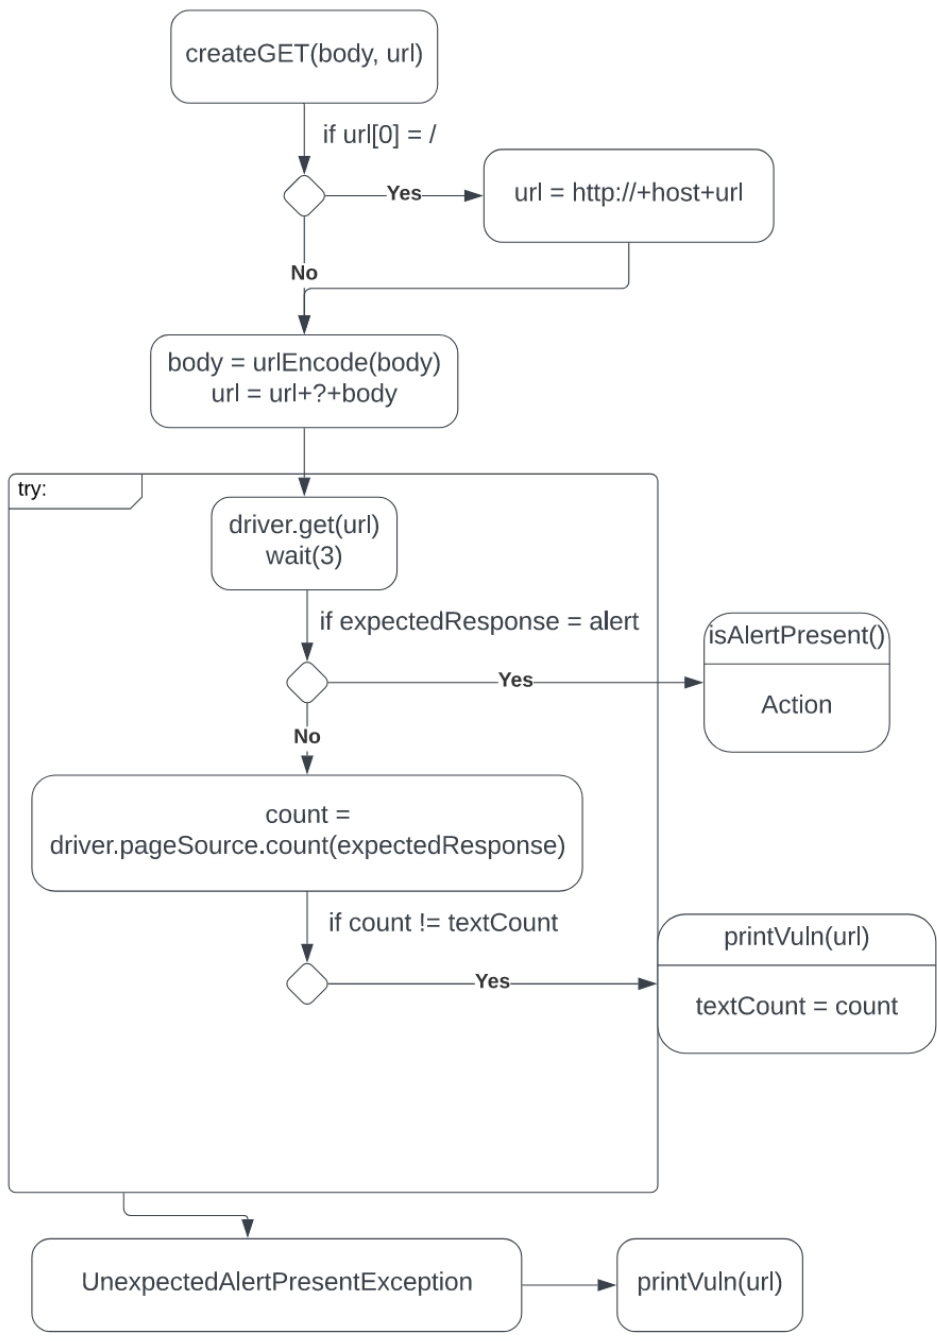 createGET(body, url)
if url[0] = /
Yes
url = http://+host+url
No
body = urlEncode(body)
url = url+?+body
try:
driver.get(url)
wait(3)
if expectedResponse = alert
isAlertPresent()
Yes
Action
No
count =
driver.pageSource.count(expectedResponse)
if count != textCount
printVuln(url)
Yes
textCount = count
UnexpectedAlertPresentException
printVuln(url)